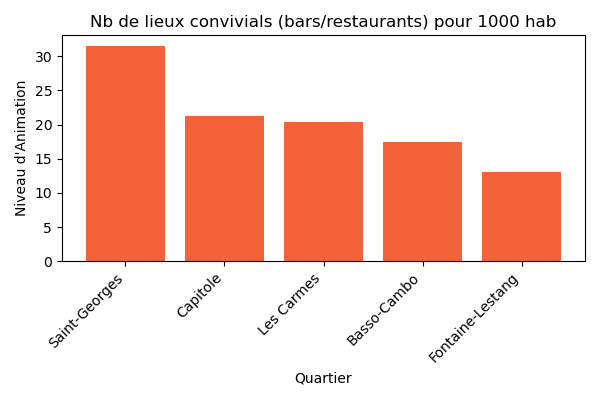 Nb de lieux convivials (bars/restaurants) pour 1000 hab
Niveau d'Animation
30
25
20
15
10
5
0
Saint-Georges
Capitole
Les Carmes
Basso-Cambo
Fontaine-Lestang
Quartier